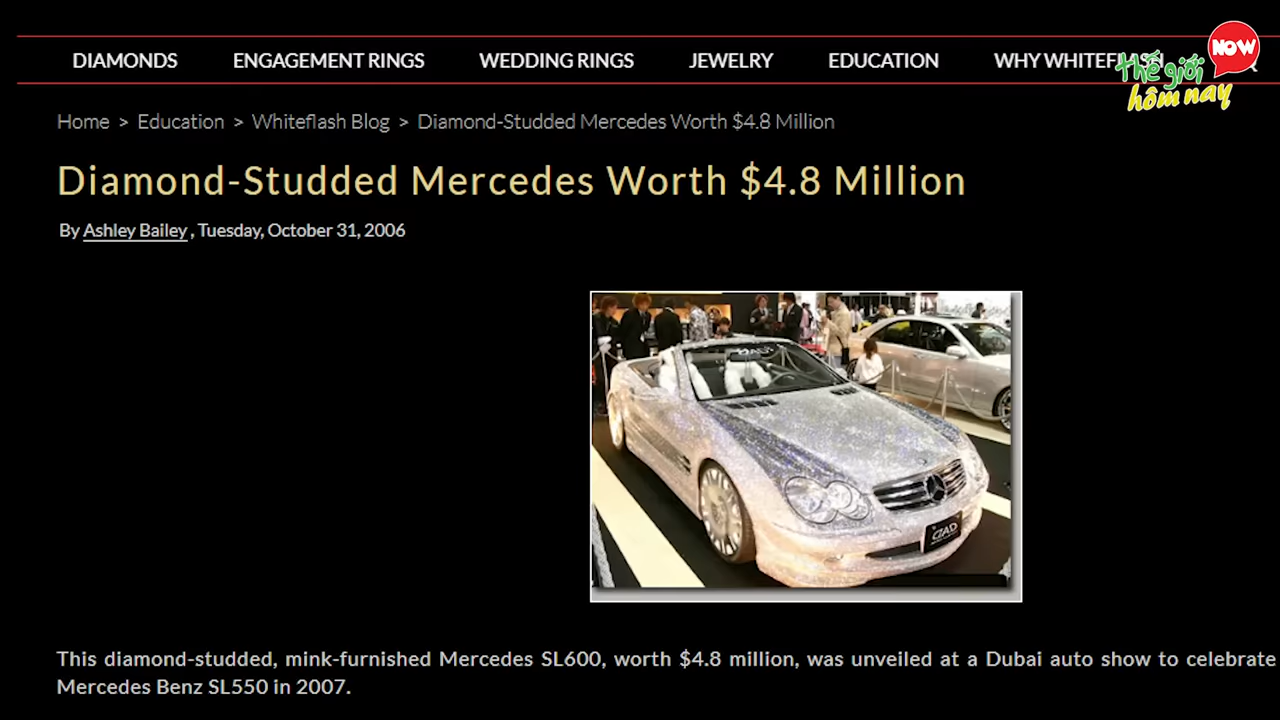 NOW
thế giới
hôm nay
DIAMONDS ENGAGEMENT RINGS WEDDING RINGS JEWELRY EDUCATION WHY
Home > Education > Whiteflash Blog > Diamond-Studded Mercedes Worth $4.8 Million
Diamond-Studded Mercedes Worth $4.8 Million
By Ashley Bailey , Tuesday, October 31, 2006
DAD
This diamond-studded, mink-furnished Mercedes SL600, worth $4.8 million, was unveiled at a Dubai auto show to celebrate
Mercedes Benz SL550 in 2007.